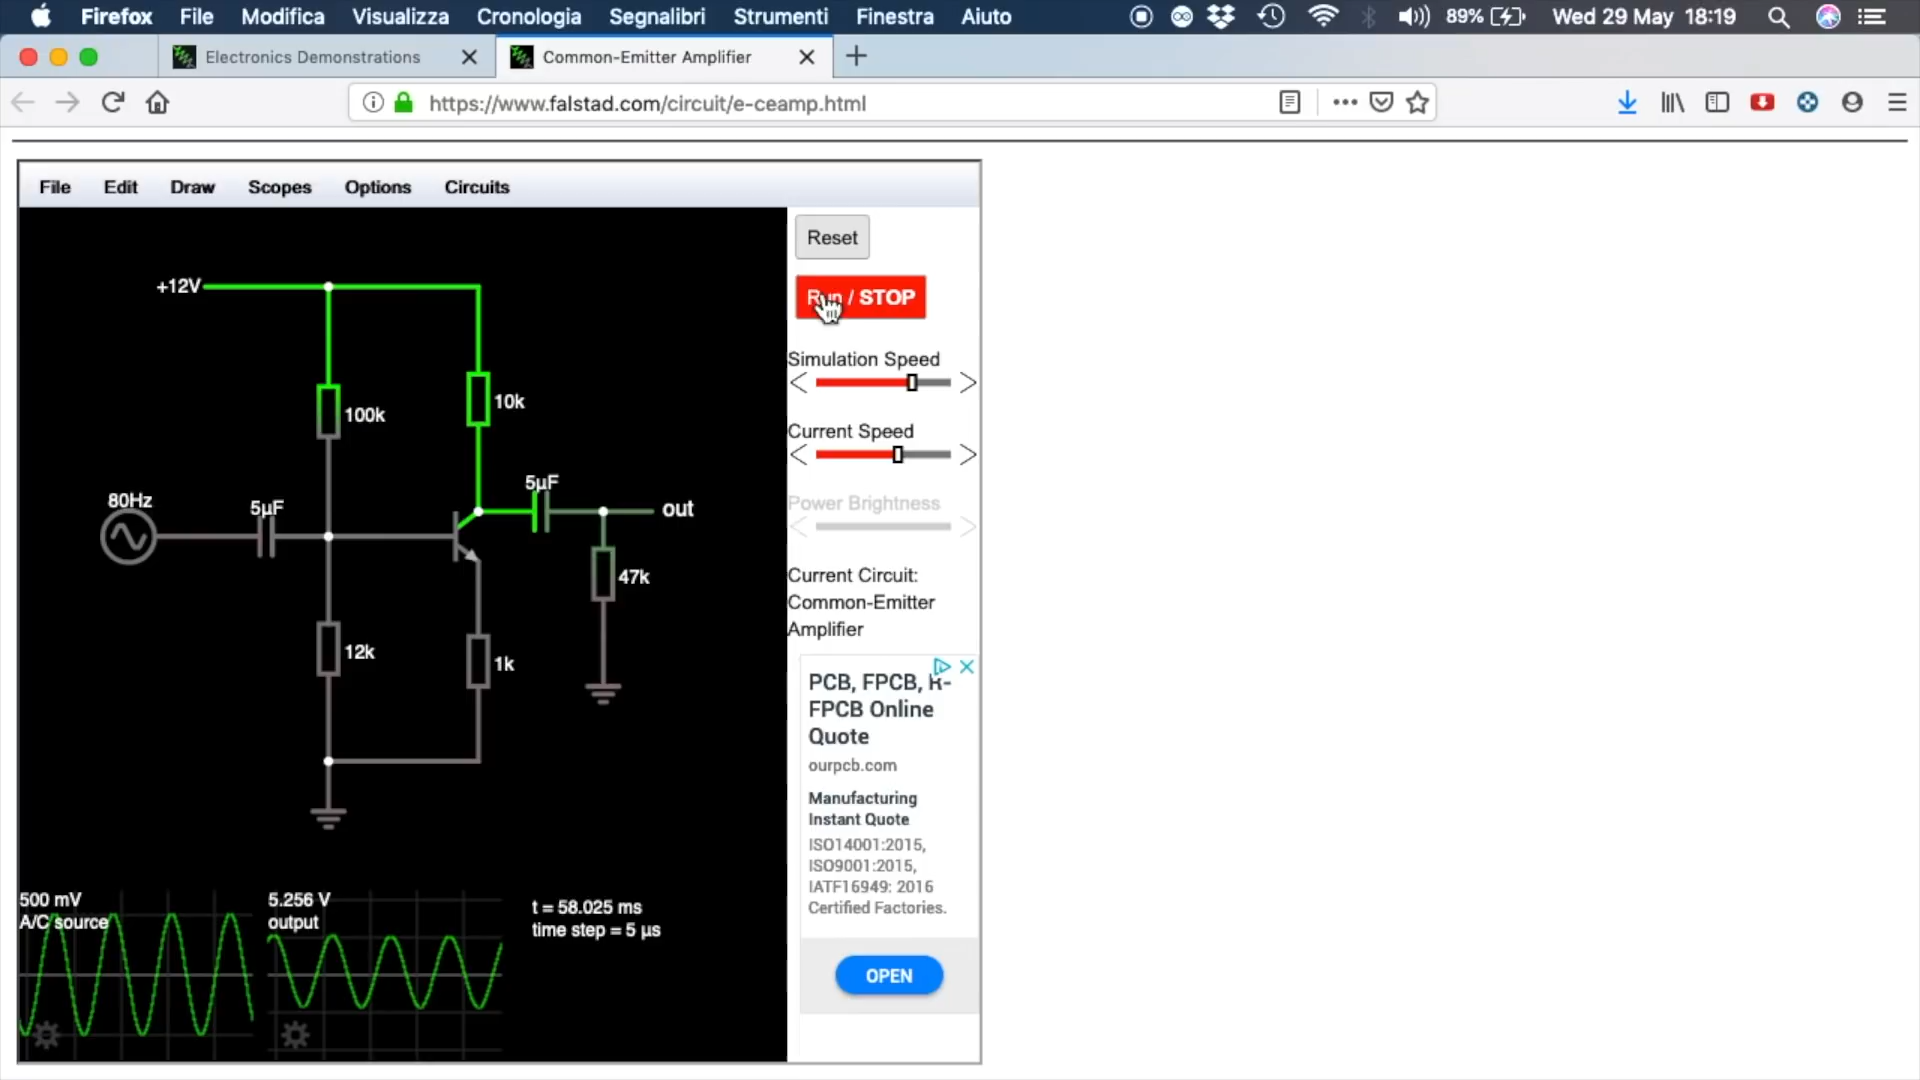 Firefox File Modifica Visualizza Cronologia Segnalibri Strumenti Finestra Aiuto 89% Wed 29 May 18:19
Electronics Demonstrations Common-Emitter Amplifier
https://www.falstad.com/circuit/e-ceamp.html
File Edit Draw Scopes Options Circuits
Reset
+12V
Run / STOP
Simulation Speed
10k
100k
Current Speed
5µF
80Hz
5µF
out
Power Brightness
47k
Current Circuit:
Common-Emitter
Amplifier
12k
1k
PCB, FPCB, R-
FPCB Online
Quote
ourpcb.com
Manufacturing
Instant Quote
ISO14001:2015,
ISO9001:2015,
IATF16949: 2016
Certified Factories.
OPEN
500 mV
A/C source
5.256 V
output
t = 58.025 ms
time step = 5 µs